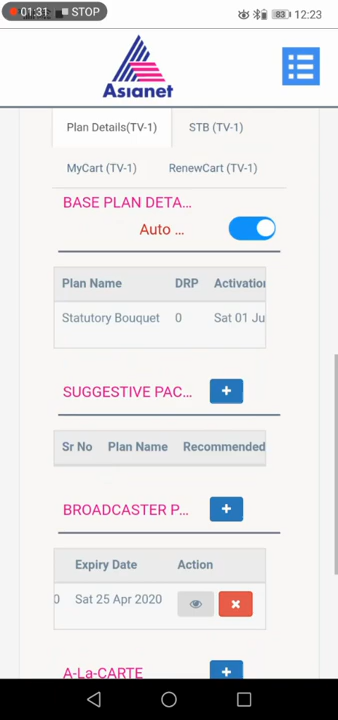 01:31 STOP
83 12:23
Asianet
Plan Details(TV-1) STB (TV-1)
MyCart (TV-1) RenewCart (TV-1)
BASE PLAN DETA...
Auto ...
Plan Name DRP Activation
Statutory Bouquet 0 Sat 01 Ju
SUGGESTIVE PAC...
Sr No Plan Name Recommended
BROADCASTER P...
Expiry Date Action
0 Sat 25 Apr 2020
A-La-CARTE